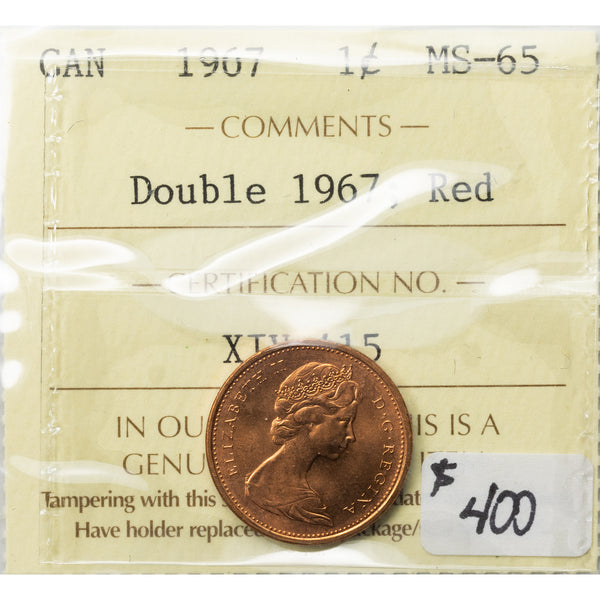 CAN 1967 1¢ MS-65
— COMMENTS —
Double 1967; Red
— CERTIFICATION NO. —
ELIZABETH II D·G·REGINA
IN OU IS IS A
GENU
Tampering with this
Have holder replace ckage/
$400